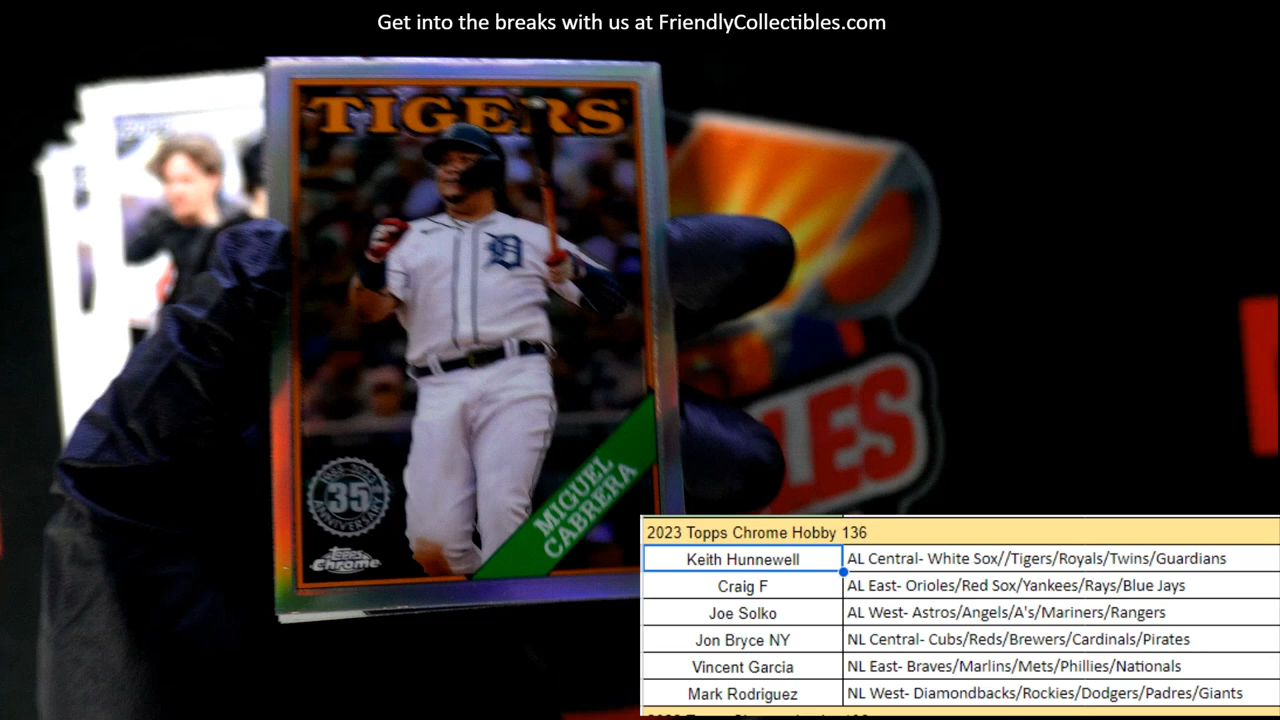 Get into the breaks with us at FriendlyCollectibles.com
TIGERS
D
35
ANNIVERSARY
MIGUEL
CABRERA
Topps
Chrome
LES
2023 Topps Chrome Hobby 136
Keith Hunnewell AL Central- White Sox//Tigers/Royals/Twins/Guardians
Craig F AL East- Orioles/Red Sox/Yankees/Rays/Blue Jays
Joe Solko AL West- Astros/Angels/A's/Mariners/Rangers
Jon Bryce NY NL Central- Cubs/Reds/Brewers/Cardinals/Pirates
Vincent Garcia NL East- Braves/Marlins/Mets/Phillies/Nationals
Mark Rodriguez NL West- Diamondbacks/Rockies/Dodgers/Padres/Giants